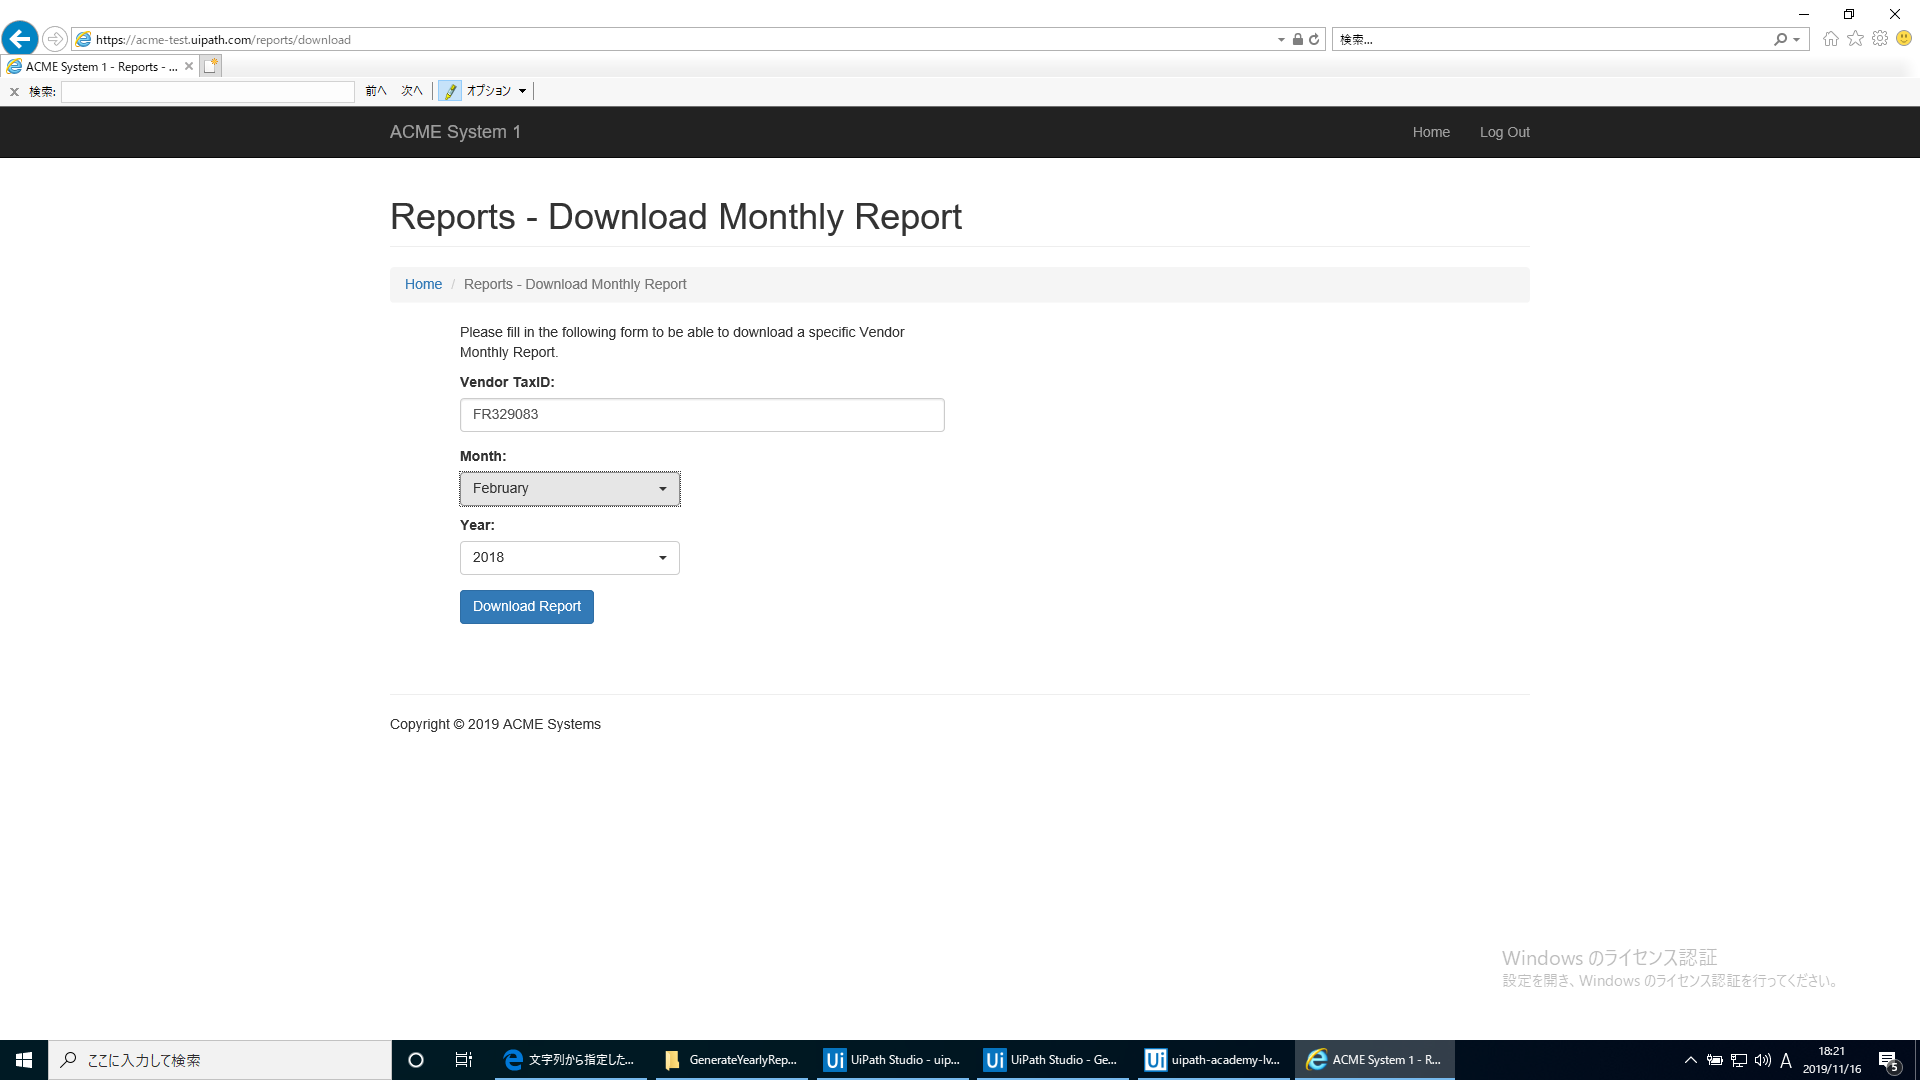 https://acme-test.uipath.com/reports/download
検索...
ACME System 1 - Reports - ...
検索:
前へ 次へ オプション
ACME System 1
Home Log Out
Reports - Download Monthly Report
Home / Reports - Download Monthly Report
Please fill in the following form to be able to download a specific Vendor
Monthly Report.
Vendor TaxID:
FR329083
Month:
February
Year:
2018
Download Report
Copyright © 2019 ACME Systems
Windows のライセンス認証
設定を開き、Windows のライセンス認証を行ってください。
ここに入力して検索
文字列から指定した...
GenerateYearlyRep...
Ui UiPath Studio - uip...
Ui UiPath Studio - Ge...
Ui uipath-academy-lv...
ACME System 1 - R...
A
18:21
2019/11/16
5